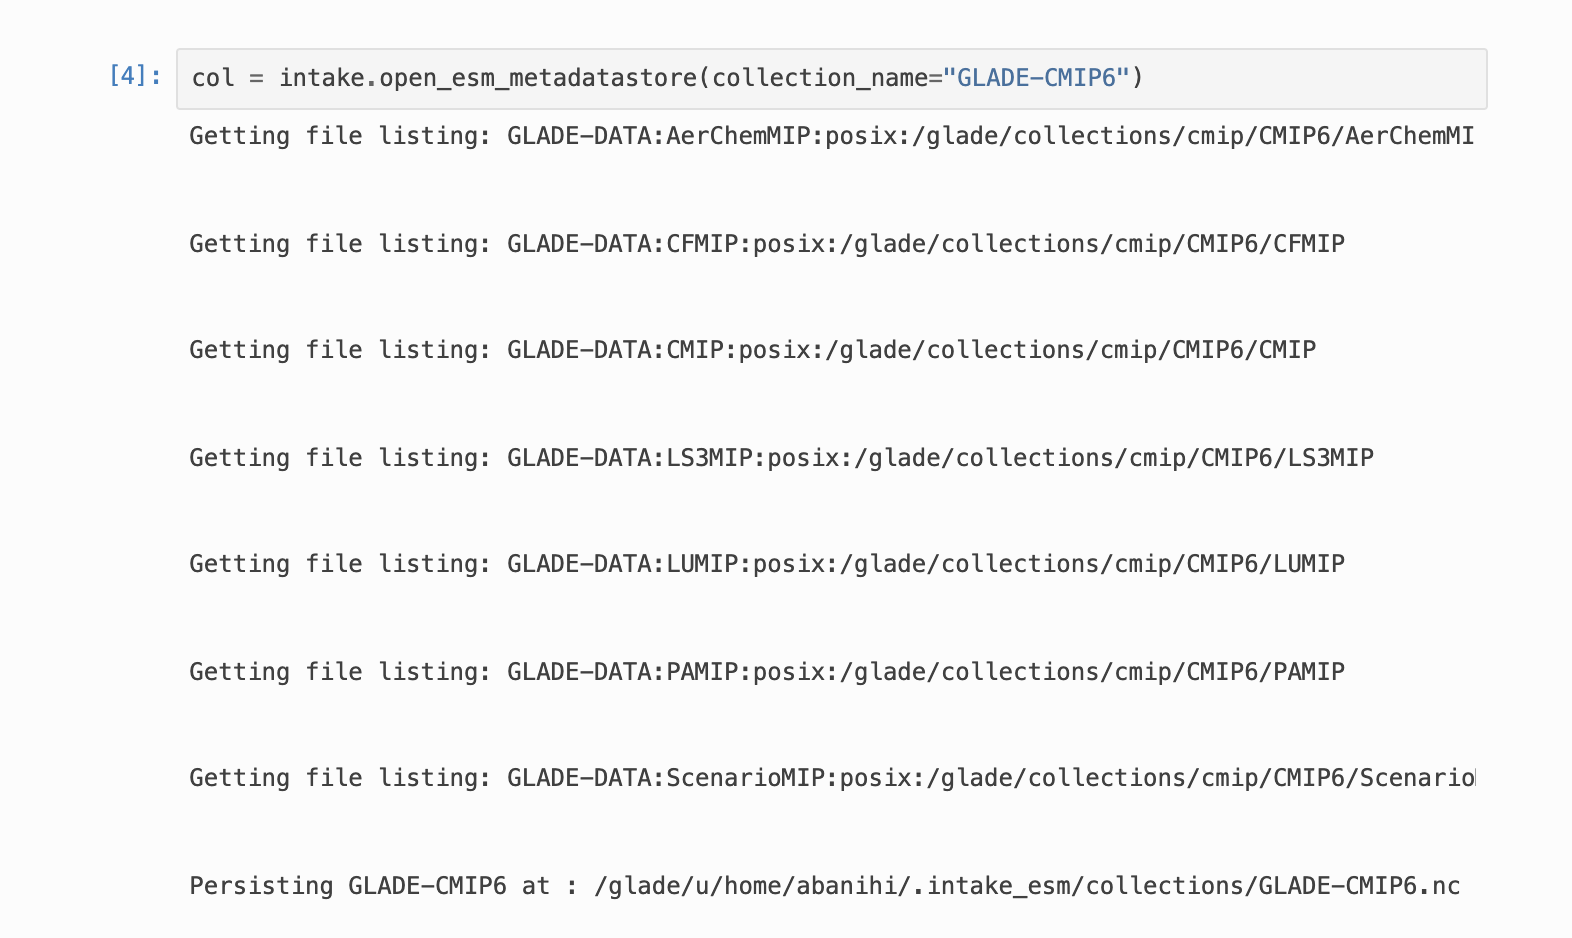 [4]: col = intake.open_esm_metadatastore(collection_name="GLADE-CMIP6")
Getting file listing: GLADE-DATA:AerChemMIP:posix:/glade/collections/cmip/CMIP6/AerChemMI
Getting file listing: GLADE-DATA:CFMIP:posix:/glade/collections/cmip/CMIP6/CFMIP
Getting file listing: GLADE-DATA:CMIP:posix:/glade/collections/cmip/CMIP6/CMIP
Getting file listing: GLADE-DATA:LS3MIP:posix:/glade/collections/cmip/CMIP6/LS3MIP
Getting file listing: GLADE-DATA:LUMIP:posix:/glade/collections/cmip/CMIP6/LUMIP
Getting file listing: GLADE-DATA:PAMIP:posix:/glade/collections/cmip/CMIP6/PAMIP
Getting file listing: GLADE-DATA:ScenarioMIP:posix:/glade/collections/cmip/CMIP6/Scenario
Persisting GLADE-CMIP6 at : /glade/u/home/abanihi/.intake_esm/collections/GLADE-CMIP6.nc